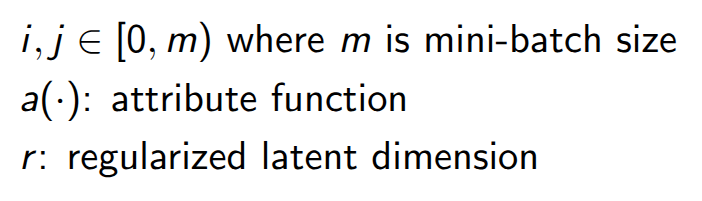 i, j ∈ [0, m) where m is mini-batch size
a(·): attribute function
r: regularized latent dimension